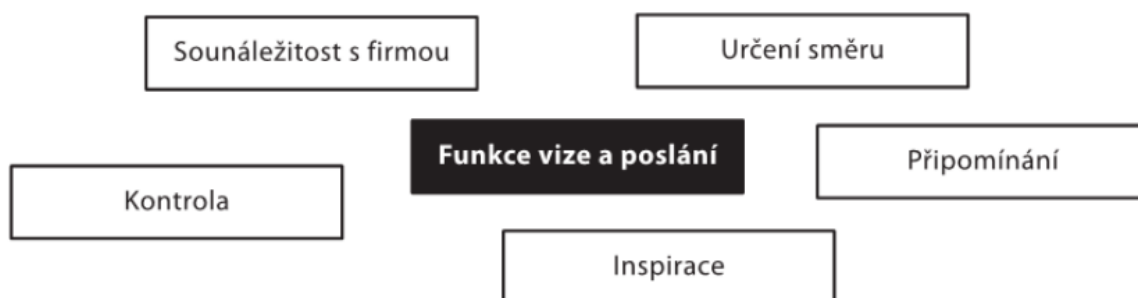 Sounáležitost s firmou
Určení směru
Funkce vize a poslání
Připomínání
Kontrola
Inspirace